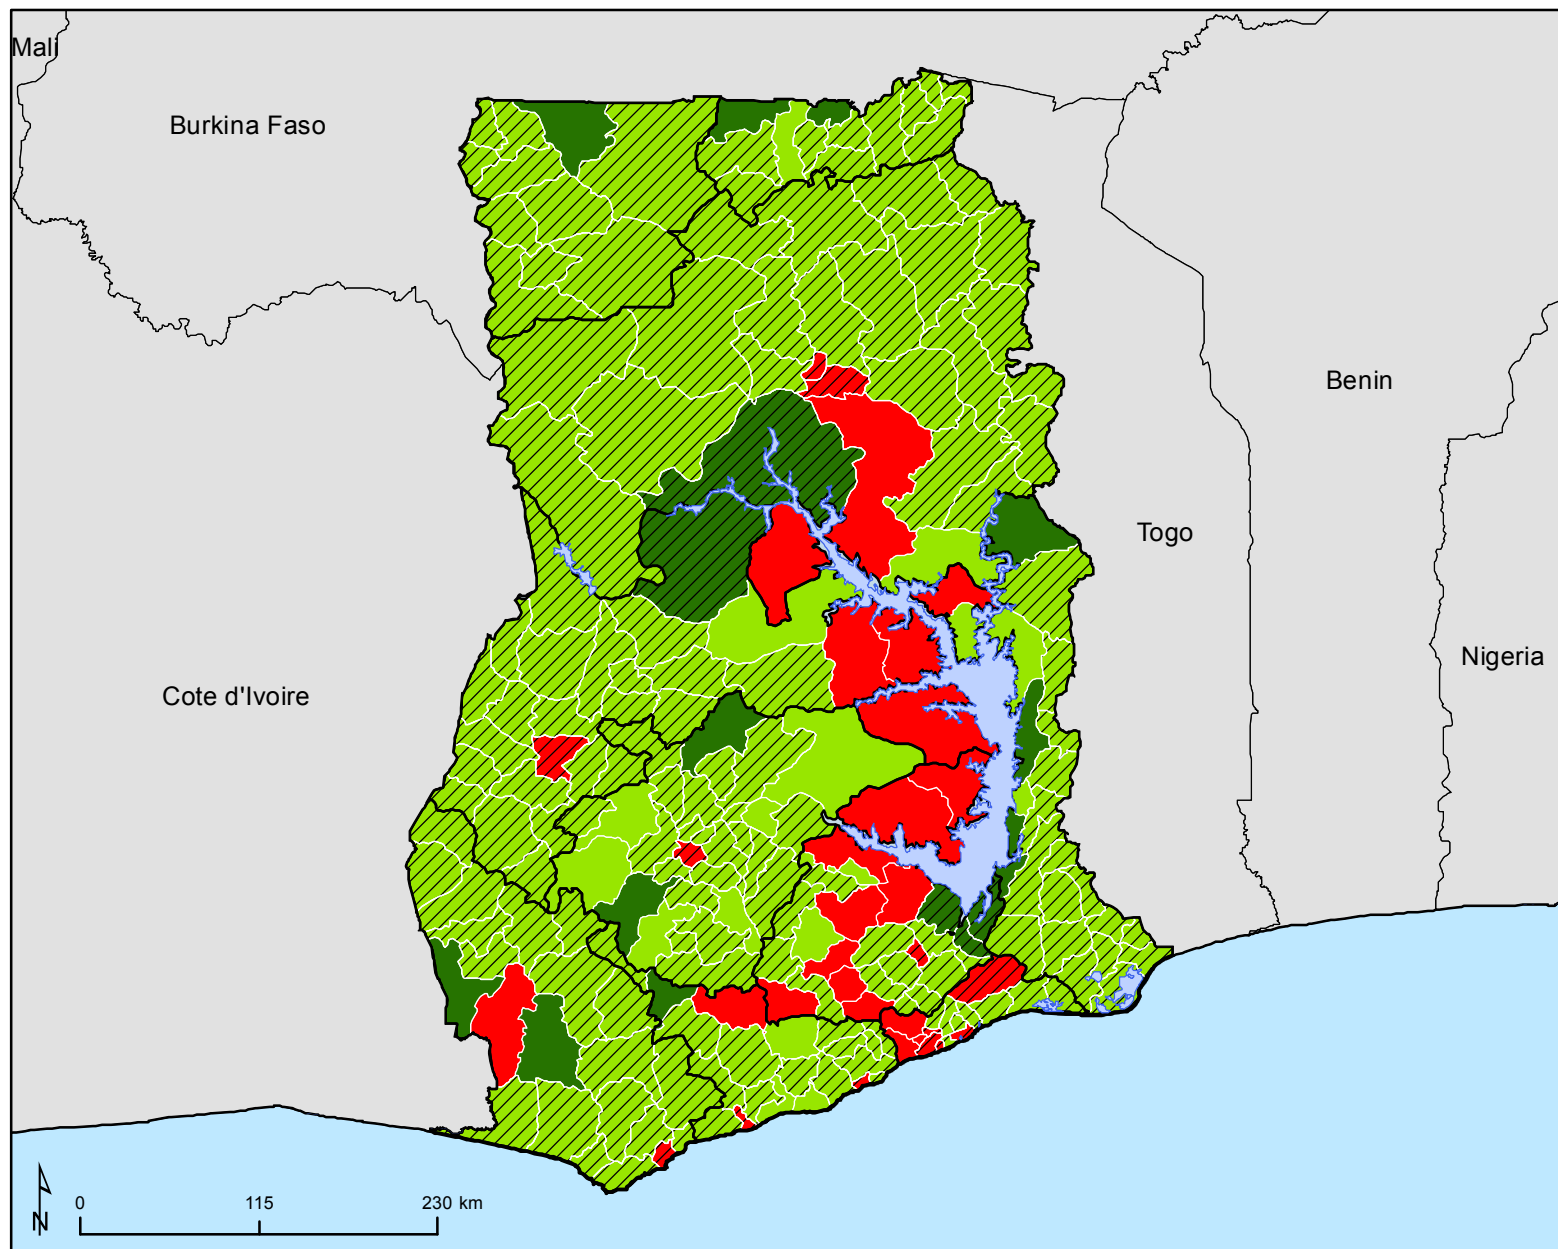 Mali
Burkina Faso
Benin
Togo
Nigeria
Cote d'Ivoire
0 115 230 km
N